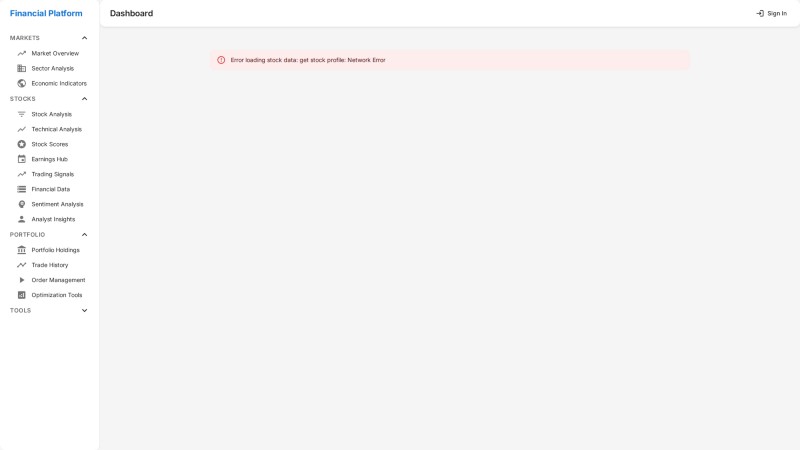 Financial Platform
Dashboard
Sign In
MARKETS
Market Overview
Sector Analysis
Economic Indicators
STOCKS
Stock Analysis
Technical Analysis
Stock Scores
Earnings Hub
Trading Signals
Financial Data
Sentiment Analysis
Analyst Insights
PORTFOLIO
Portfolio Holdings
Trade History
Order Management
Optimization Tools
TOOLS
Error loading stock data: get stock profile: Network Error